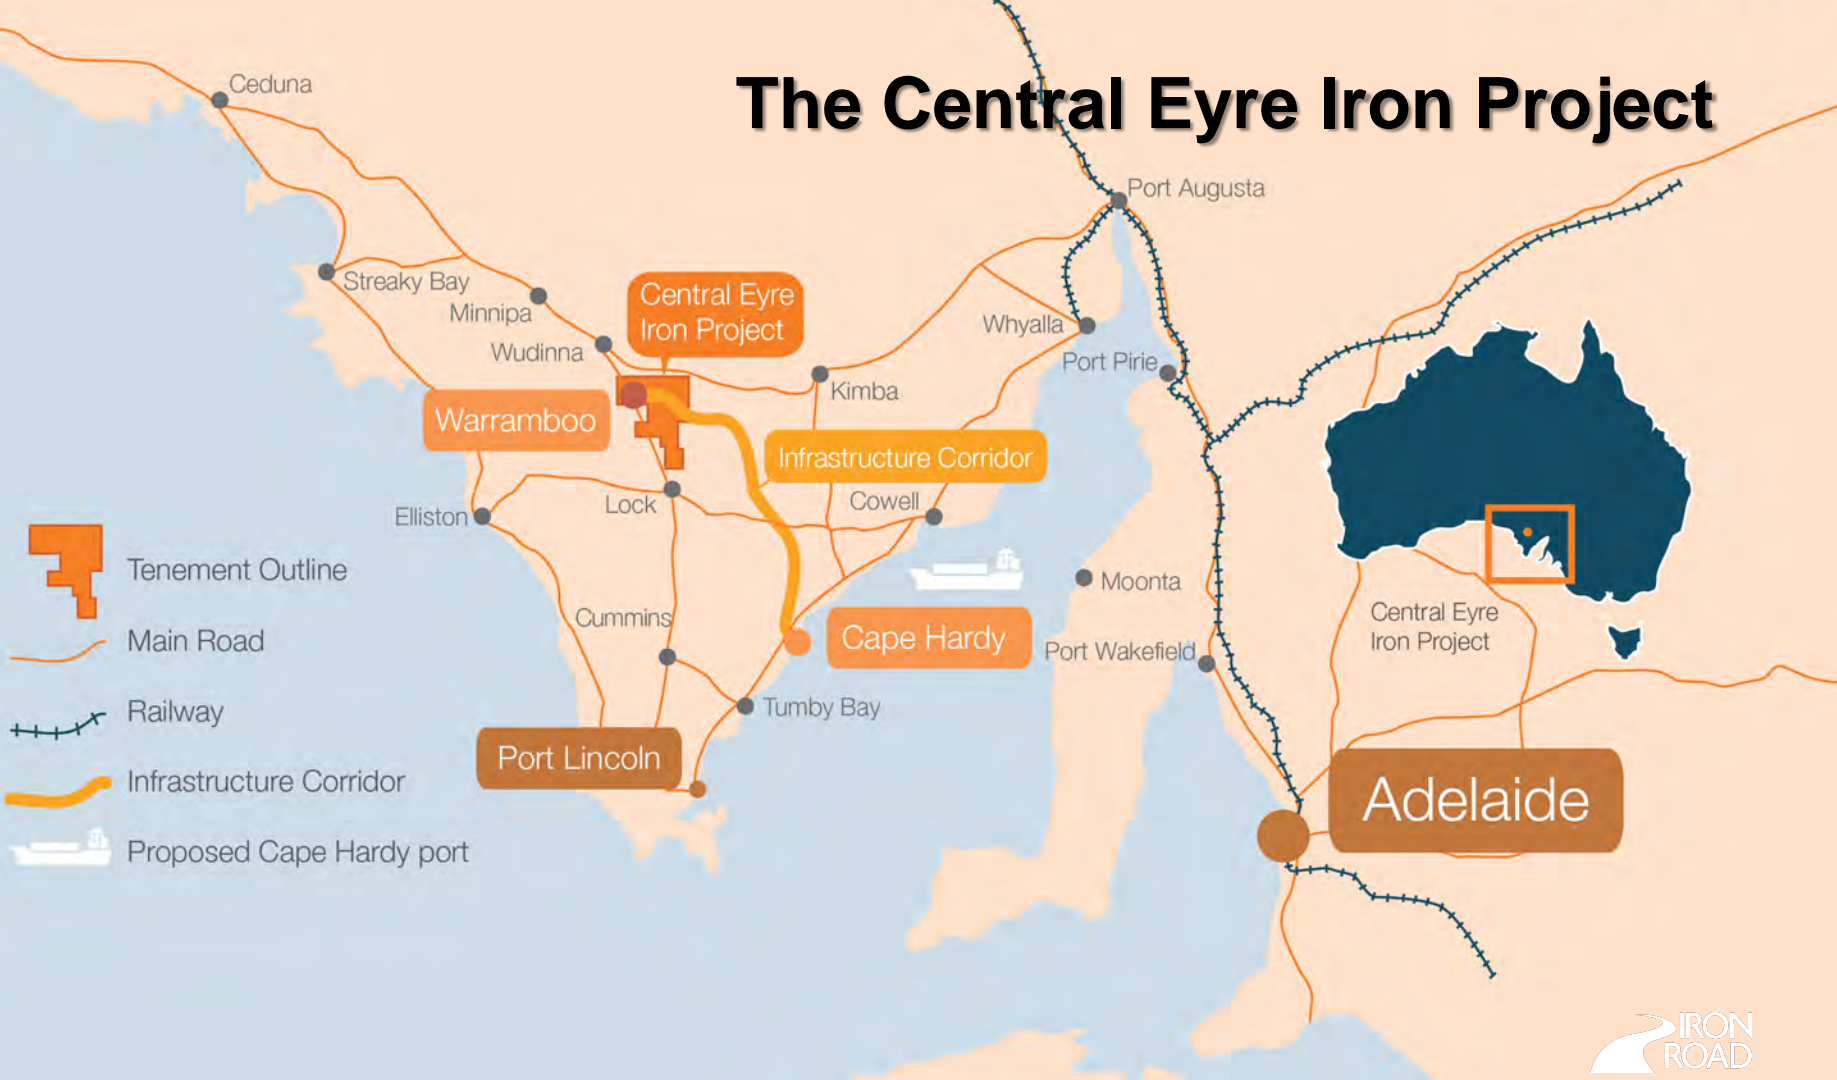 The Central Eyre Iron Project
Ceduna
Port Augusta
Streaky Bay
Minnipa
Central Eyre
Iron Project
Whyalla
Wudinna
Port Pirie
Kimba
Warramboo
Infrastructure Corridor
Lock
Cowell
Elliston
Tenement Outline
Moonta
Cummins
Central Eyre
Iron Project
Main Road
Cape Hardy
Port Wakefield
Railway
Tumby Bay
Port Lincoln
Infrastructure Corridor
Adelaide
Proposed Cape Hardy port
IRON
ROAD